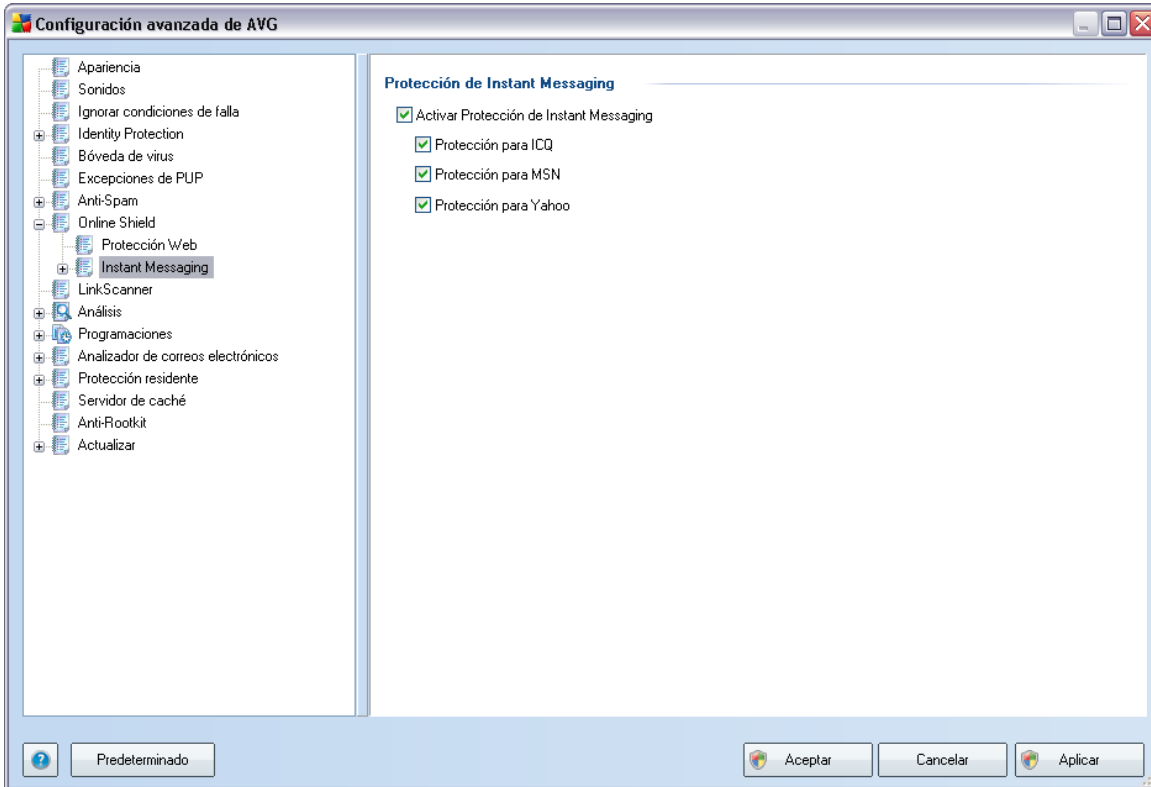 Configuración avanzada de AVG
Apariencia
Sonidos
Ignorar condiciones de falla
Identity Protection
Bóveda de virus
Excepciones de PUP
Anti-Spam
Online Shield
Protección Web
Instant Messaging
LinkScanner
Análisis
Programaciones
Analizador de correos electrónicos
Protección residente
Servidor de caché
Anti-Rootkit
Actualizar
Protección de Instant Messaging
Activar Protección de Instant Messaging
Protección para ICQ
Protección para MSN
Protección para Yahoo
Predeterminado
Aceptar
Cancelar
Aplicar